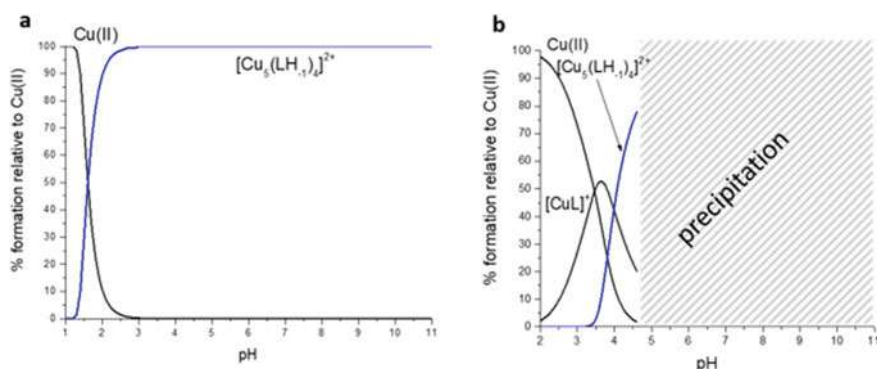 a
Cu(II)
[Cu5(LH-1)4]2+
100
90
80
70
60
50
40
30
20
10
0
1 2 3 4 5 6 7 8 9 10 11
pH
% formation relative to Cu(II)
b
Cu(II)
[Cu5(LH-1)4]2+
[CuL]+
precipitation
100
90
80
70
60
50
40
30
20
10
0
2 3 4 5 6 7 8 9 10 11
pH
% formation relative to Cu(II)